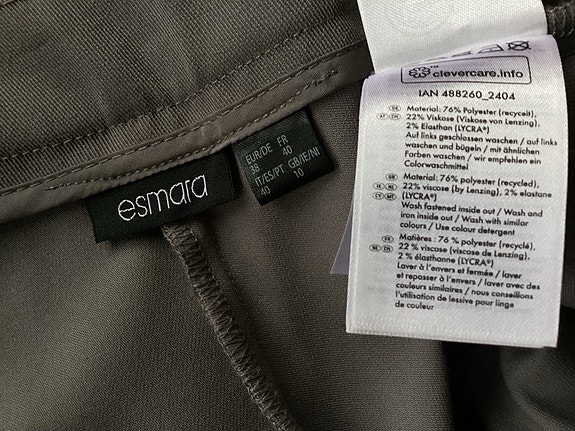 esmara
EUR/DE FR
38 40
IT/ES/PT GB/IE/NI
40 10
clevercare.info
IAN 488260_2404
DE AT CH Material: 76% Polyester (recycelt),
22% Viskose (Viskose von Lenzing),
2% Elasthan (LYCRA®)
Auf links geschlossen waschen / auf links
waschen und bügeln / mit ähnlichen
Farben waschen / wir empfehlen ein
Colorwaschmittel
Material: 76% polyester (recycled),
22% viscose (by Lenzing), 2% elastane
(LYCRA®)
Wash fastened inside out / Wash and
iron inside out / Wash with similar
colours / Use colour detergent
Matières : 76 % polyester (recyclé),
22 % viscose (viscose de Lenzing),
2 % élasthanne (LYCRA®)
Laver à l'envers et fermée / laver
et repasser à l'envers / laver avec des
couleurs similaires / nous conseillons
l'utilisation de lessive pour linge
de couleur